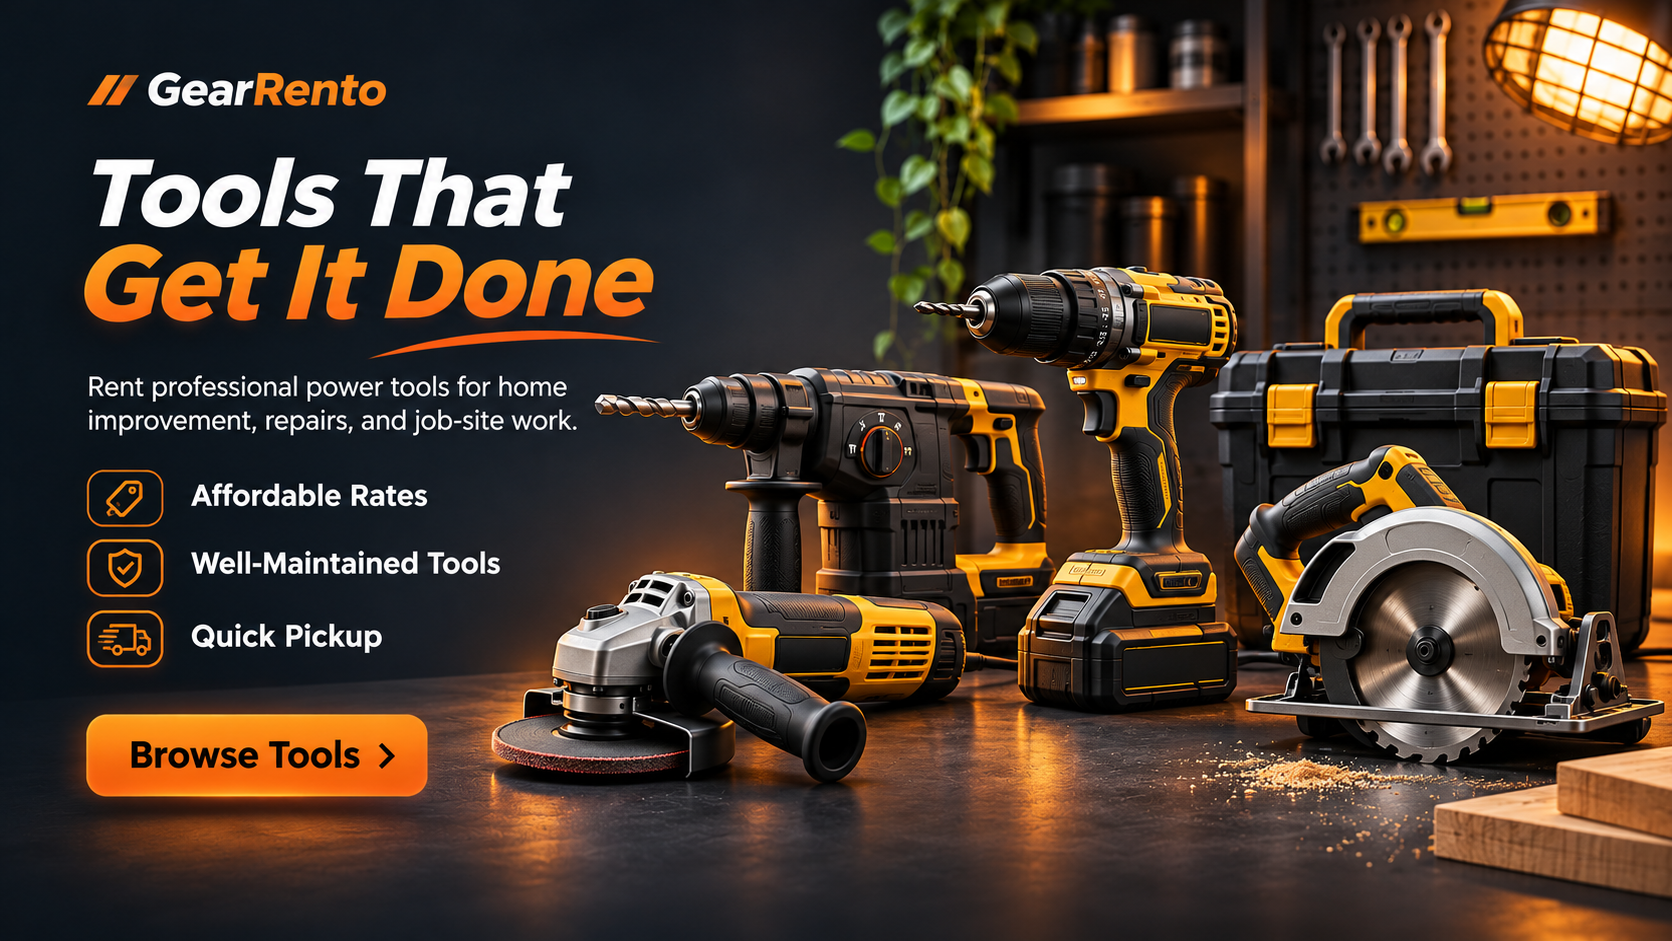 GearRento
Tools That
Get It Done
Rent professional power tools for home
improvement, repairs, and job-site work.
Affordable Rates
Well-Maintained Tools
Quick Pickup
Browse Tools